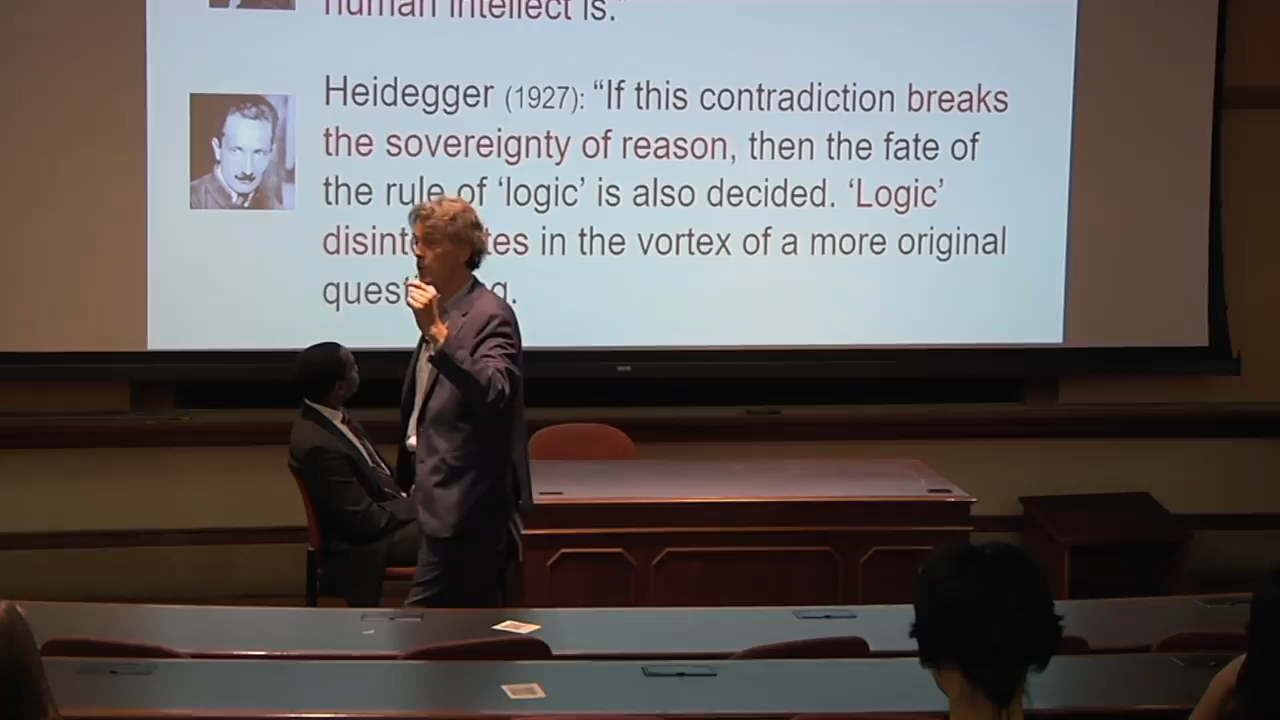 human intellect is."
Heidegger (1927): “If this contradiction breaks
the sovereignty of reason, then the fate of
the rule of ‘logic’ is also decided. ‘Logic’
in the vortex of a more original